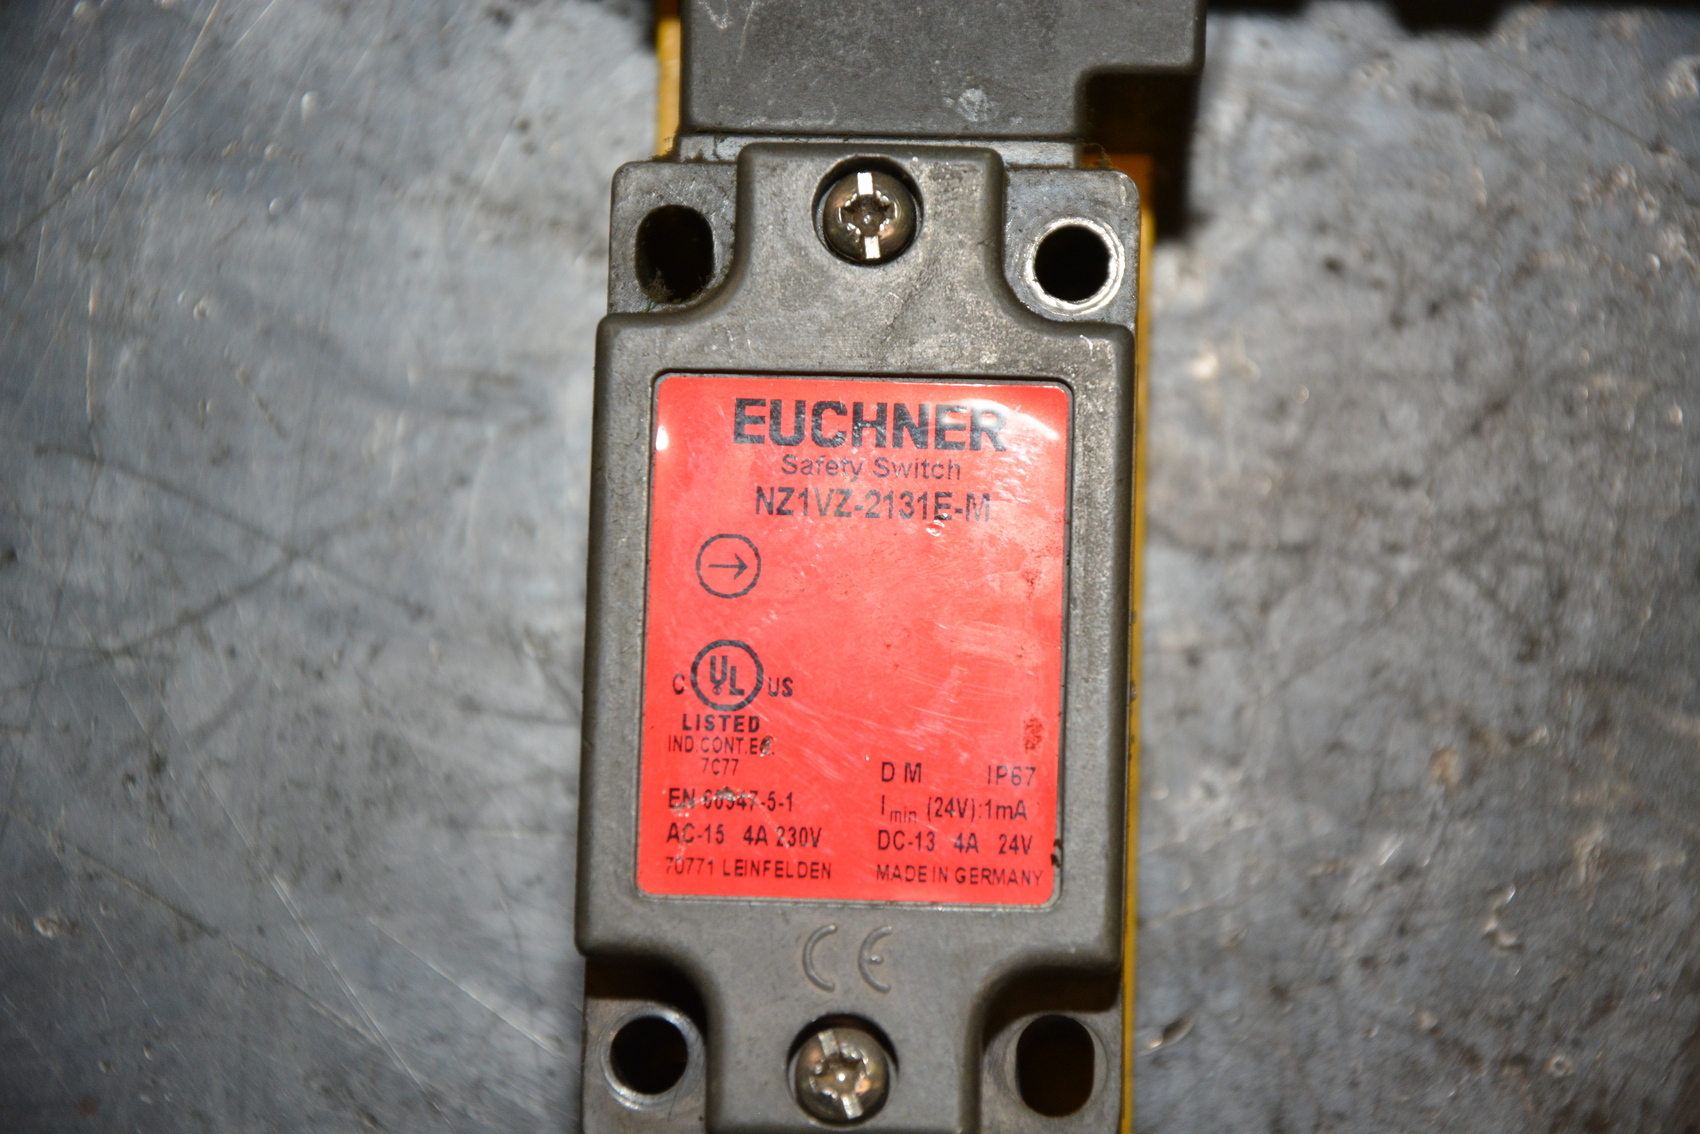 EUCHNER
Safety Switch
NZ1VZ-2131E-M
C UL US
LISTED
IND.CONT.EQ.
7C77
DM IP67
EN 60947-5-1 Imin (24V):1mA
AC-15 4A 230V DC-13 4A 24V
70771 LEINFELDEN MADE IN GERMANY
CE